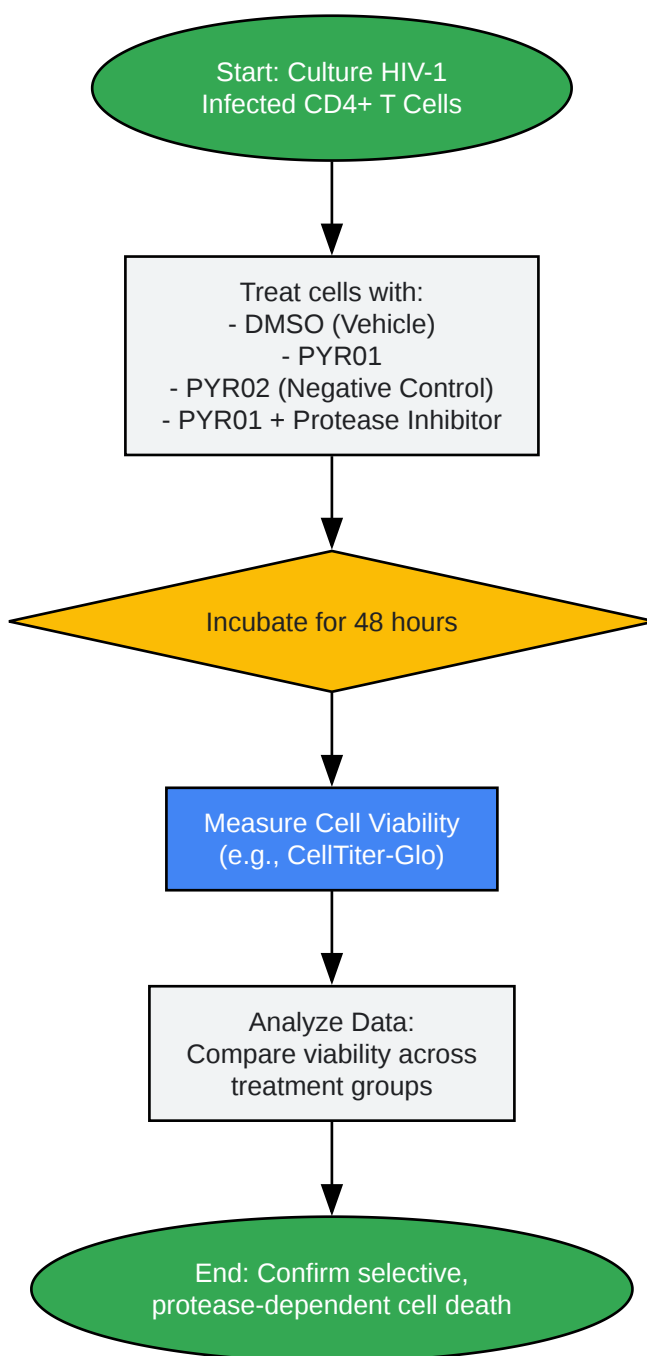 Start: Culture HIV-1
Infected CD4+ T Cells
Treat cells with:
- DMSO (Vehicle)
- PYR01
- PYR02 (Negative Control)
- PYR01 + Protease Inhibitor
Incubate for 48 hours
Measure Cell Viability
(e.g., CellTiter-Glo)
Analyze Data:
Compare viability across
treatment groups
End: Confirm selective,
protease-dependent cell death